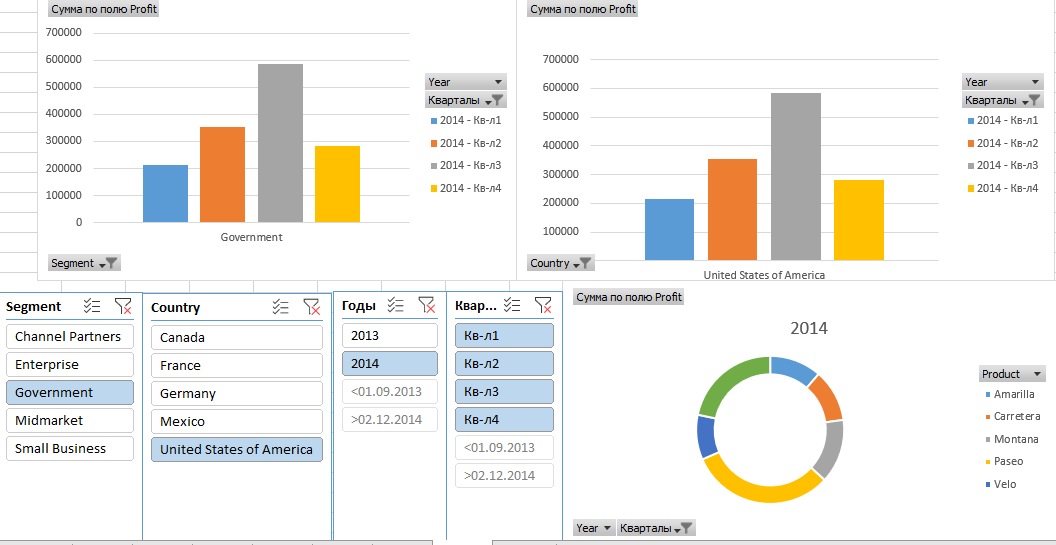 Сумма по полю Profit
700000
600000
500000
400000
300000
200000
100000
0
Government
Segment
Year
Кварталы
2014 - Кв-л1
2014 - Кв-л2
2014 - Кв-л3
2014 - Кв-л4
Сумма по полю Profit
700000
600000
500000
400000
300000
200000
100000
United States of America
Country
Year
Кварталы
2014 - Кв-л1
2014 - Кв-л2
2014 - Кв-л3
2014 - Кв-л4
Segment
Channel Partners
Enterprise
Government
Midmarket
Small Business
Country
Canada
France
Germany
Mexico
United States of America
Годы
2013
2014
<01.09.2013
>02.12.2014
Квар...
Кв-л1
Кв-л2
Кв-л3
Кв-л4
<01.09.2013
>02.12.2014
Сумма по полю Profit
2014
Product
Amarilla
Carretera
Montana
Paseo
Velo
Year Кварталы